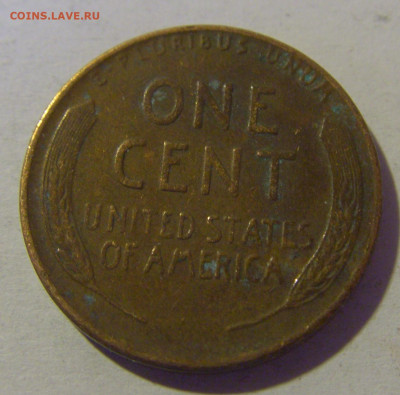 COINS.LAVE.RU
E·PLURIBUS·UNUM
ONE
CENT
UNITED STATES
OF AMERICA